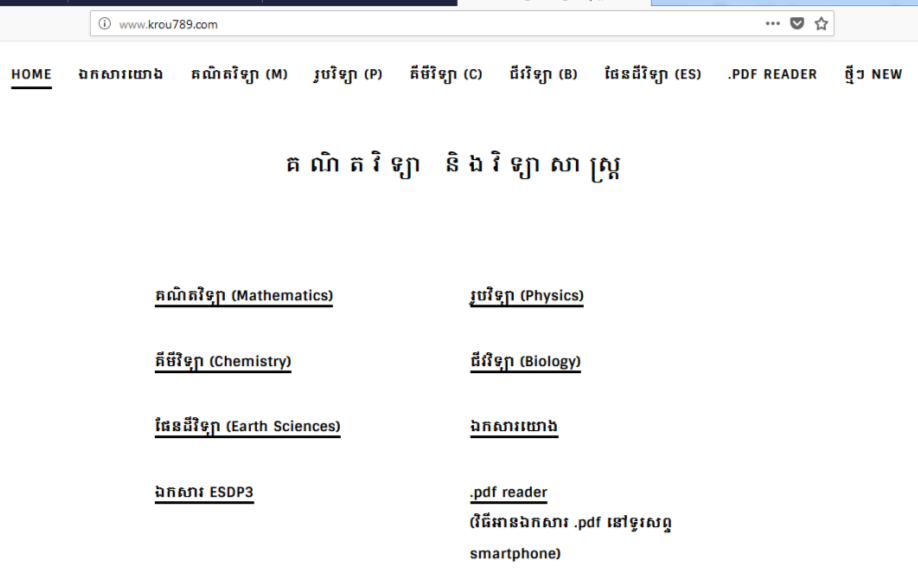 www.krou789.com
HOME ឯកសារយោង គណិតវិទ្យា (M) រូបវិទ្យា (P) គីមីវិទ្យា (C) ជីវវិទ្យា (B) ផែនដីវិទ្យា (ES) .PDF READER ថ្មីៗ NEW
គណិតវិទ្យា និងវិទ្យាសាស្ត្រ
គណិតវិទ្យា (Mathematics) រូបវិទ្យា (Physics)
គីមីវិទ្យា (Chemistry) ជីវវិទ្យា (Biology)
ផែនដីវិទ្យា (Earth Sciences) ឯកសារយោង
ឯកសារ ESDP3 .pdf reader
(វិធីអានឯកសារ .pdf នៅទូរសព្ទ
smartphone)